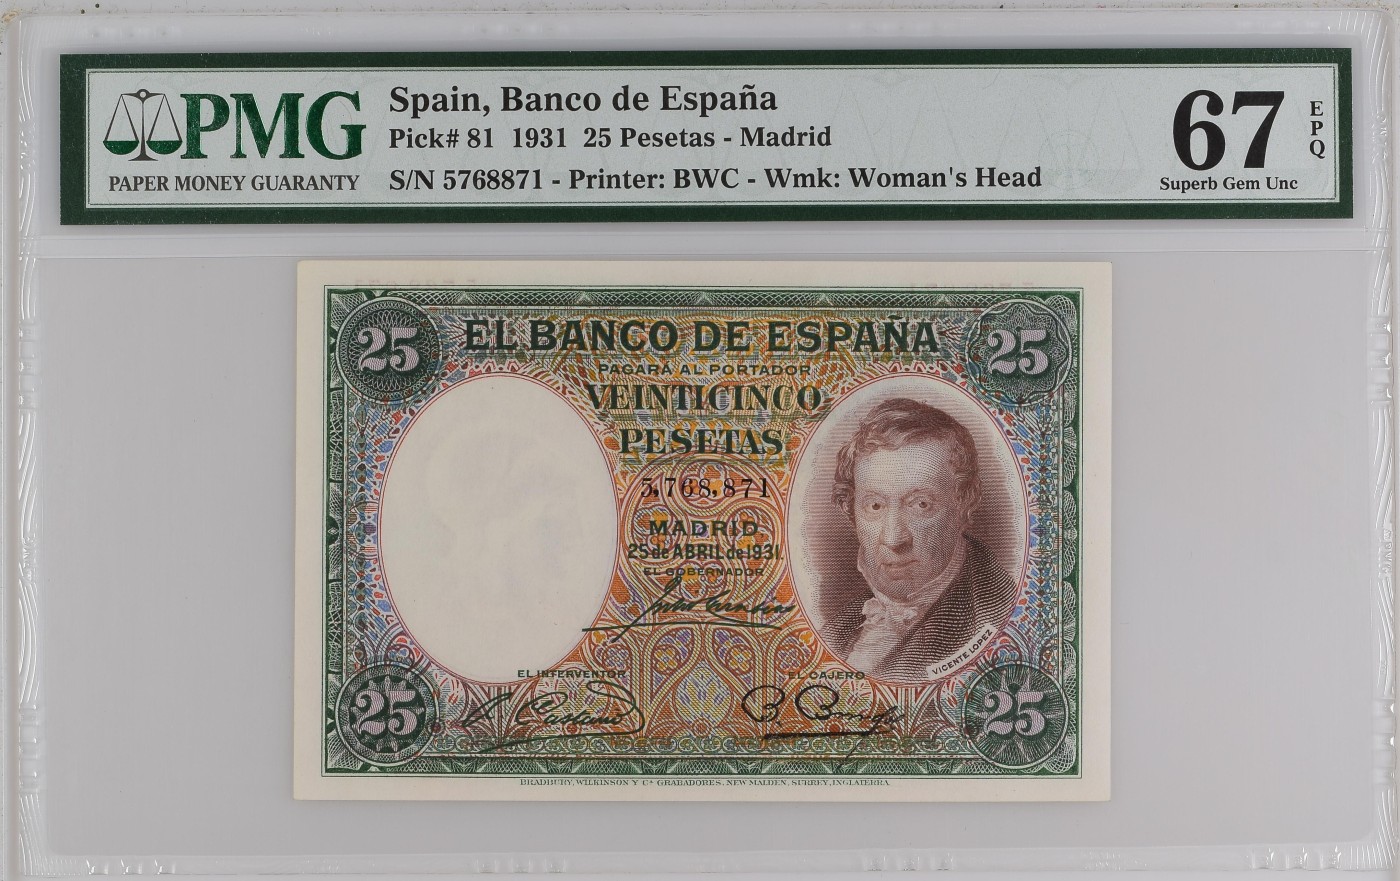 PMG
PAPER MONEY GUARANTY
Spain, Banco de España
Pick# 81 1931 25 Pesetas - Madrid
S/N 5768871 - Printer: BWC - Wmk: Woman's Head
67
EPQ
Superb Gem Unc
25 25
EL BANCO DE ESPAÑA
PAGARÁ AL PORTADOR
VEINTICINCO
PESETAS
5,768,871
MADRID
25 de ABRIL de 1931.
EL GOBERNADOR
VICENTE LOPEZ
EL INTERVENTOR EL CAJERO
25 25
BRADBURY, WILKINSON Y Cª GRABADORES, NEW MALDEN, SURREY, INGLATERRA.